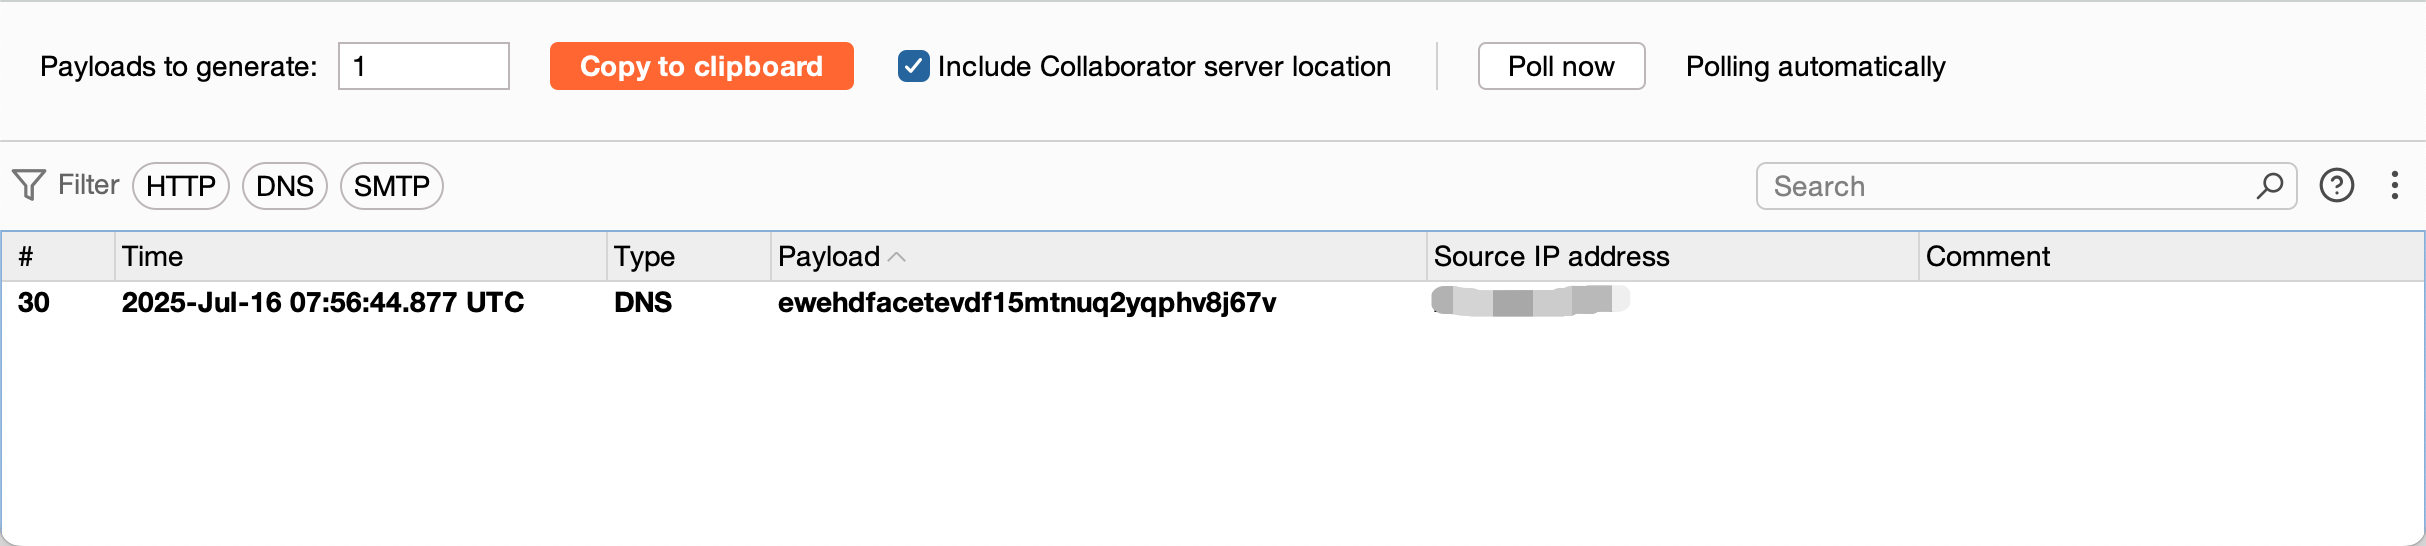 Payloads to generate: 1 Copy to clipboard Include Collaborator server location Poll now Polling automatically
Filter HTTP DNS SMTP Search
# Time Type Payload Source IP address Comment
30 2025-Jul-16 07:56:44.877 UTC DNS ewehdfacetevdf15mtnuq2yqphv8j67v